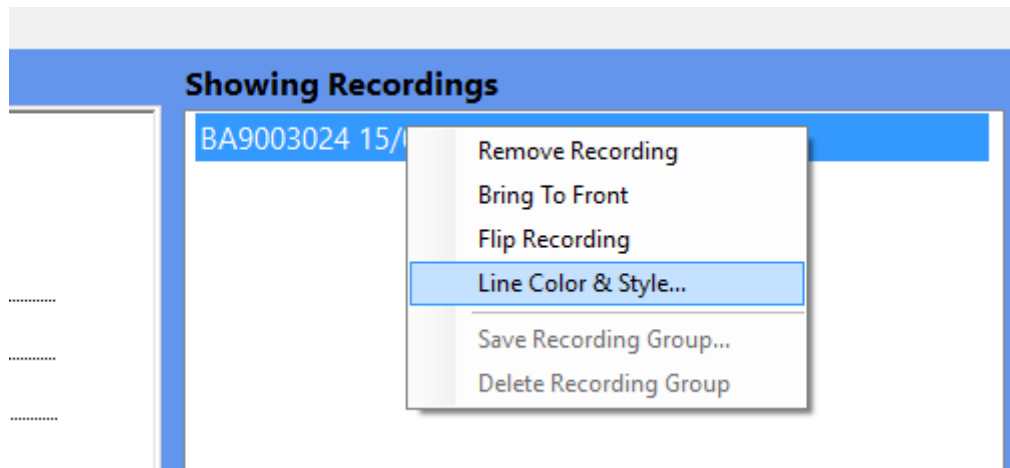 Showing Recordings
BA9003024 15/
Remove Recording
Bring To Front
Flip Recording
Line Color & Style...
Save Recording Group...
Delete Recording Group